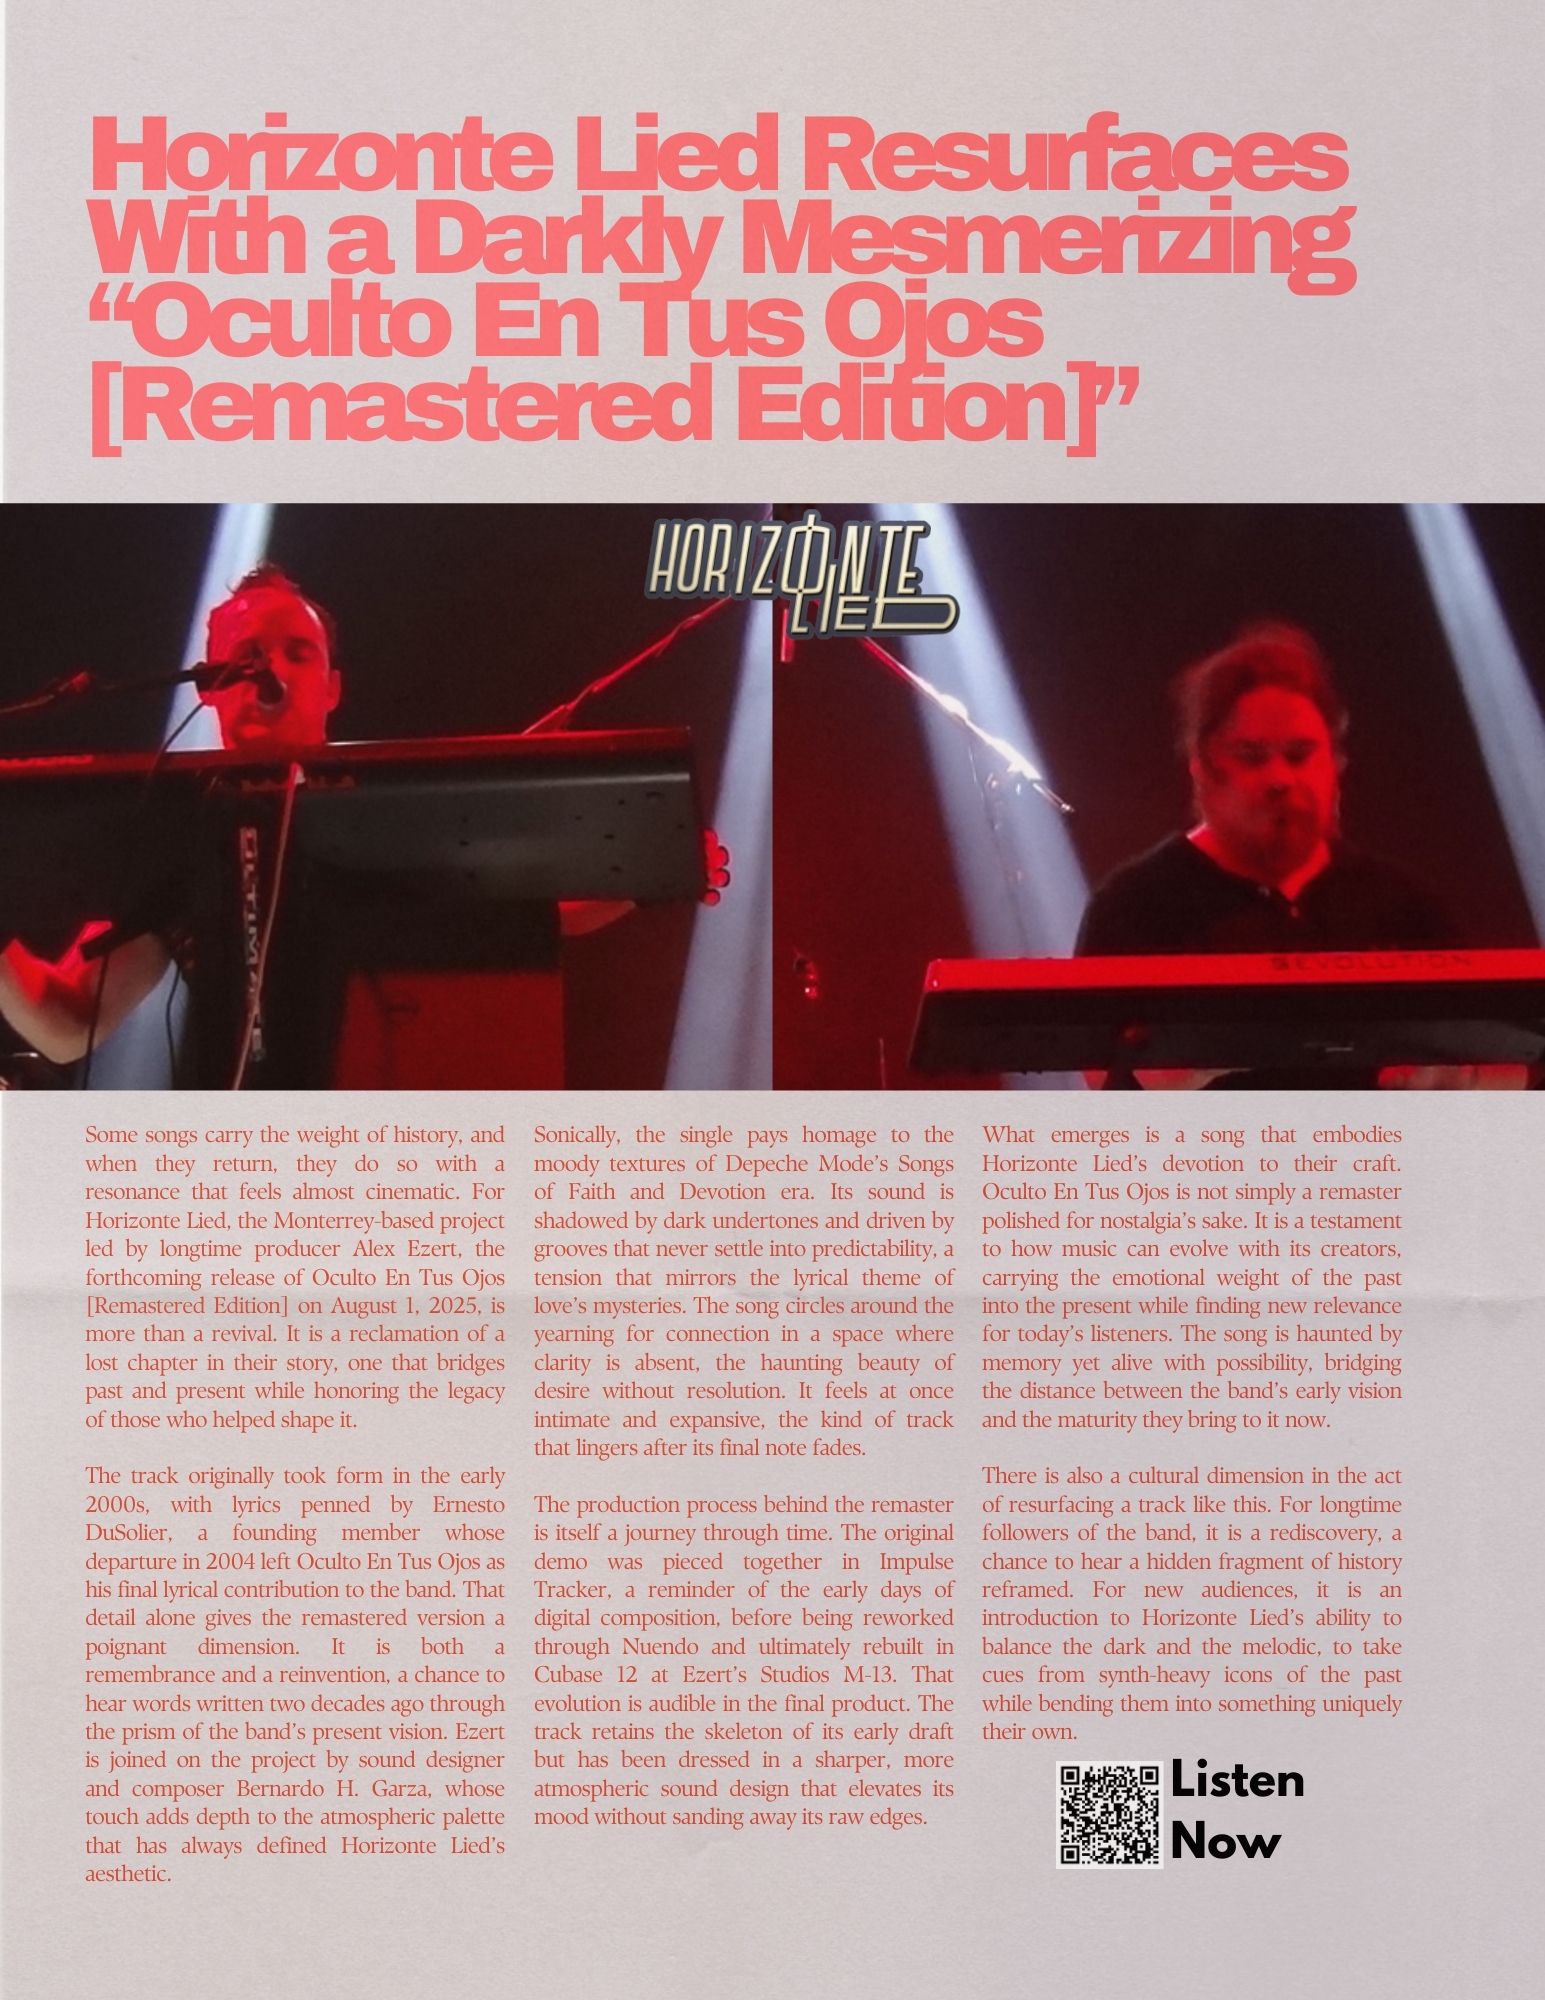 Horizonte Lied Resurfaces
With a Darkly Mesmerizing
“Oculto En Tus Ojos
[Remastered Edition]”
HORIZONTE
LIED
EVOLUTION
Some songs carry the weight of history, and
when they return, they do so with a
resonance that feels almost cinematic. For
Horizonte Lied, the Monterrey-based project
led by longtime producer Alex Ezert, the
forthcoming release of Oculto En Tus Ojos
[Remastered Edition] on August 1, 2025, is
more than a revival. It is a reclamation of a
lost chapter in their story, one that bridges
past and present while honoring the legacy
of those who helped shape it.
The track originally took form in the early
2000s, with lyrics penned by Ernesto
DuSolier, a founding member whose
departure in 2004 left Oculto En Tus Ojos as
his final lyrical contribution to the band. That
detail alone gives the remastered version a
poignant dimension. It is both a
remembrance and a reinvention, a chance to
hear words written two decades ago through
the prism of the band’s present vision. Ezert
is joined on the project by sound designer
and composer Bernardo H. Garza, whose
touch adds depth to the atmospheric palette
that has always defined Horizonte Lied’s
aesthetic.
Sonically, the single pays homage to the
moody textures of Depeche Mode’s Songs
of Faith and Devotion era. Its sound is
shadowed by dark undertones and driven by
grooves that never settle into predictability, a
tension that mirrors the lyrical theme of
love’s mysteries. The song circles around the
yearning for connection in a space where
clarity is absent, the haunting beauty of
desire without resolution. It feels at once
intimate and expansive, the kind of track
that lingers after its final note fades.
The production process behind the remaster
is itself a journey through time. The original
demo was pieced together in Impulse
Tracker, a reminder of the early days of
digital composition, before being reworked
through Nuendo and ultimately rebuilt in
Cubase 12 at Ezert’s Studios M-13. That
evolution is audible in the final product. The
track retains the skeleton of its early draft
but has been dressed in a sharper, more
atmospheric sound design that elevates its
mood without sanding away its raw edges.
What emerges is a song that embodies
Horizonte Lied’s devotion to their craft.
Oculto En Tus Ojos is not simply a remaster
polished for nostalgia’s sake. It is a testament
to how music can evolve with its creators,
carrying the emotional weight of the past
into the present while finding new relevance
for today’s listeners. The song is haunted by
memory yet alive with possibility, bridging
the distance between the band’s early vision
and the maturity they bring to it now.
There is also a cultural dimension in the act
of resurfacing a track like this. For longtime
followers of the band, it is a rediscovery, a
chance to hear a hidden fragment of history
reframed. For new audiences, it is an
introduction to Horizonte Lied’s ability to
balance the dark and the melodic, to take
cues from synth-heavy icons of the past
while bending them into something uniquely
their own.
Listen
Now